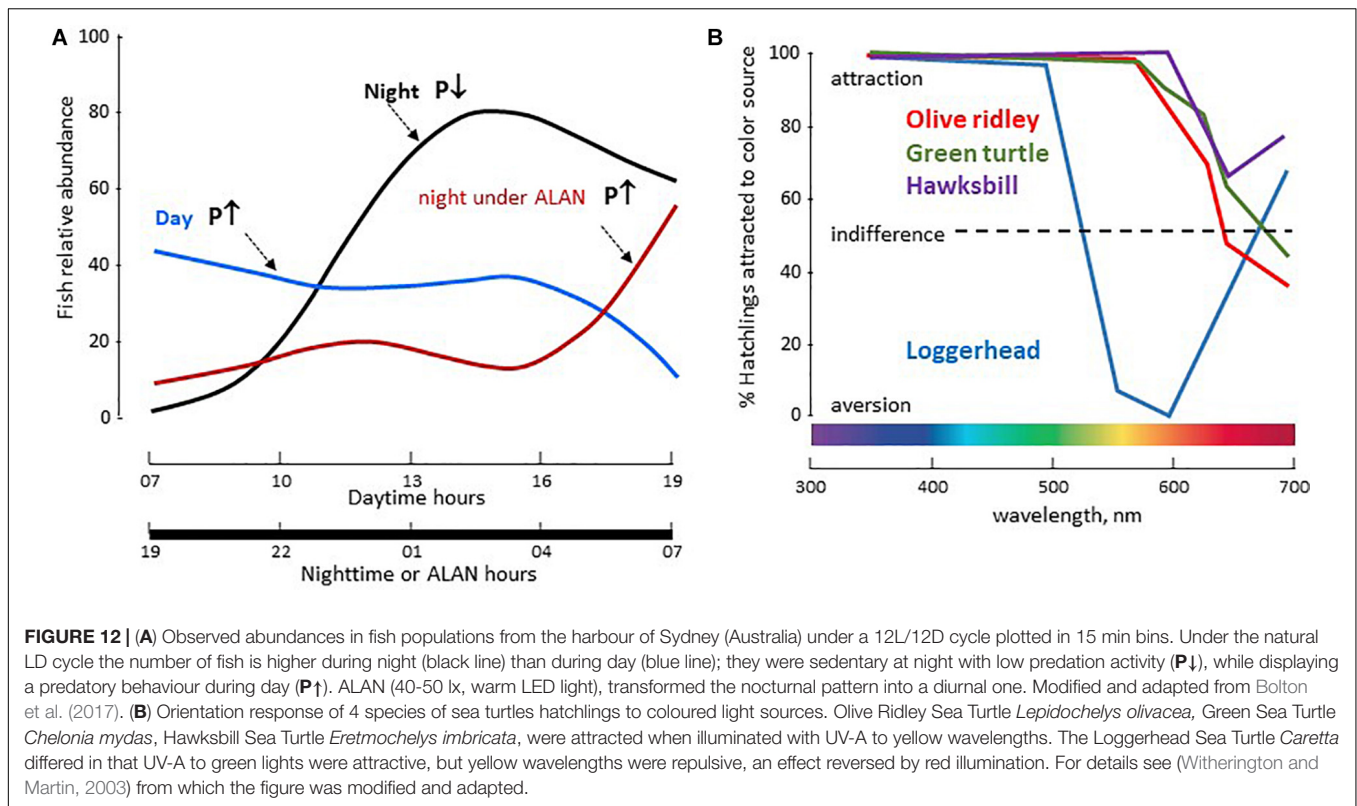 A
100
80
60
40
20
0
Fish relative abundance
Night P↓
night under ALAN P↑
Day P↑
07 10 13 16 19
Daytime hours
19 22 01 04 07
Nighttime or ALAN hours
B
100
80
60
40
20
0
% Hatchlings attracted to color source
attraction
Olive ridley
Green turtle
Hawksbill
indifference
Loggerhead
aversion
300 400 500 600 700
wavelength, nm
FIGURE 12 | (A) Observed abundances in fish populations from the harbour of Sydney (Australia) under a 12L/12D cycle plotted in 15 min bins. Under the natural
LD cycle the number of fish is higher during night (black line) than during day (blue line); they were sedentary at night with low predation activity (P↓), while displaying
a predatory behaviour during day (P↑). ALAN (40-50 lx, warm LED light), transformed the nocturnal pattern into a diurnal one. Modified and adapted from Bolton
et al. (2017). (B) Orientation response of 4 species of sea turtles hatchlings to coloured light sources. Olive Ridley Sea Turtle Lepidochelys olivacea, Green Sea Turtle
Chelonia mydas, Hawksbill Sea Turtle Eretmochelys imbricata, were attracted when illuminated with UV-A to yellow wavelengths. The Loggerhead Sea Turtle Caretta
differed in that UV-A to green lights were attractive, but yellow wavelengths were repulsive, an effect reversed by red illumination. For details see (Witherington and
Martin, 2003) from which the figure was modified and adapted.